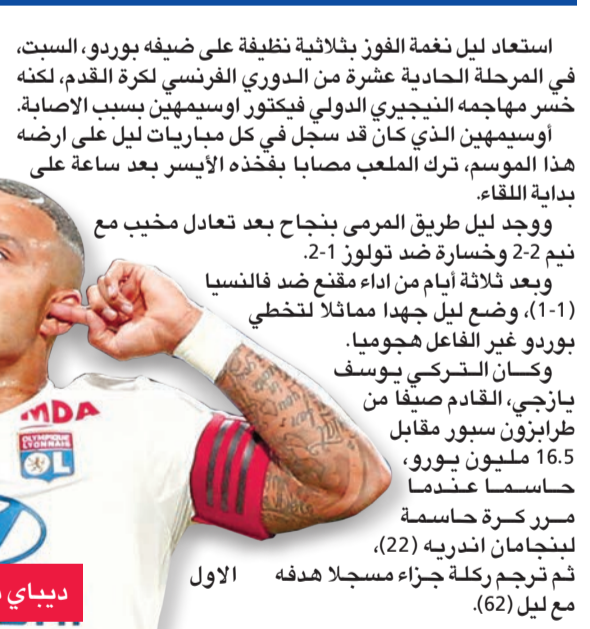 استعاد ليل نغمة الفوز بثلاثية نظيفة على ضيفه بوردو، السبت،
في المرحلة الحادية عشرة من الدوري الفرنسي لكرة القدم، لكنه
خسر مهاجمه النيجيري الدولي فيكتور اوسيمهين بسبب الاصابة.
أوسيمهين الذي كان قد سجل في كل مباريات ليل على ارضه
هذا الموسم، ترك الملعب مصابا بفخذه الأيسر بعد ساعة على
بداية اللقاء.
ووجد ليل طريق المرمى بنجاح بعد تعادل مخيب مع
نيم 2-2 وخسارة ضد تولوز 1-2.
وبعد ثلاثة أيام من اداء مقنع ضد فالنسيا
(1-1)، وضع ليل جهدا مماثلا لتخطي
بوردو غير الفاعل هجوميا.
وكان التركي يوسف
يازجي، القادم صيفا من
طرابزون سبور مقابل
16.5 مليون يورو،
حاسما عندما
مرر كرة حاسمة
لبنجامان اندريه (22)،
ثم ترجم ركلة جزاء مسجلا هدفه الاول
مع ليل (62).
MDA
OLYMPIQUE
LYONNAIS
OL
ديباي